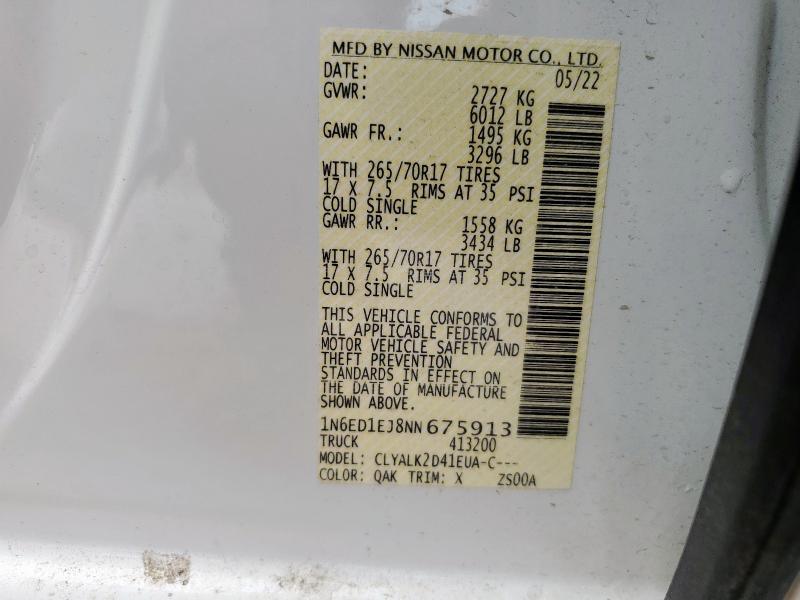 MFD BY NISSAN MOTOR CO., LTD.
DATE: 05/22
GVWR: 2727 KG
6012 LB
GAWR FR.: 1495 KG
3296 LB
WITH 265/70R17 TIRES
17 X 7.5 RIMS AT 35 PSI
COLD SINGLE
GAWR RR.: 1558 KG
3434 LB
WITH 265/70R17 TIRES
17 X 7.5 RIMS AT 35 PSI
COLD SINGLE
THIS VEHICLE CONFORMS TO
ALL APPLICABLE FEDERAL
MOTOR VEHICLE SAFETY AND
THEFT PREVENTION
STANDARDS IN EFFECT ON
THE DATE OF MANUFACTURE
SHOWN ABOVE.
1N6ED1EJ8NN675913
TRUCK 413200
MODEL: CLYALK2D41EUA-C---
COLOR: QAK TRIM: X ZS00A